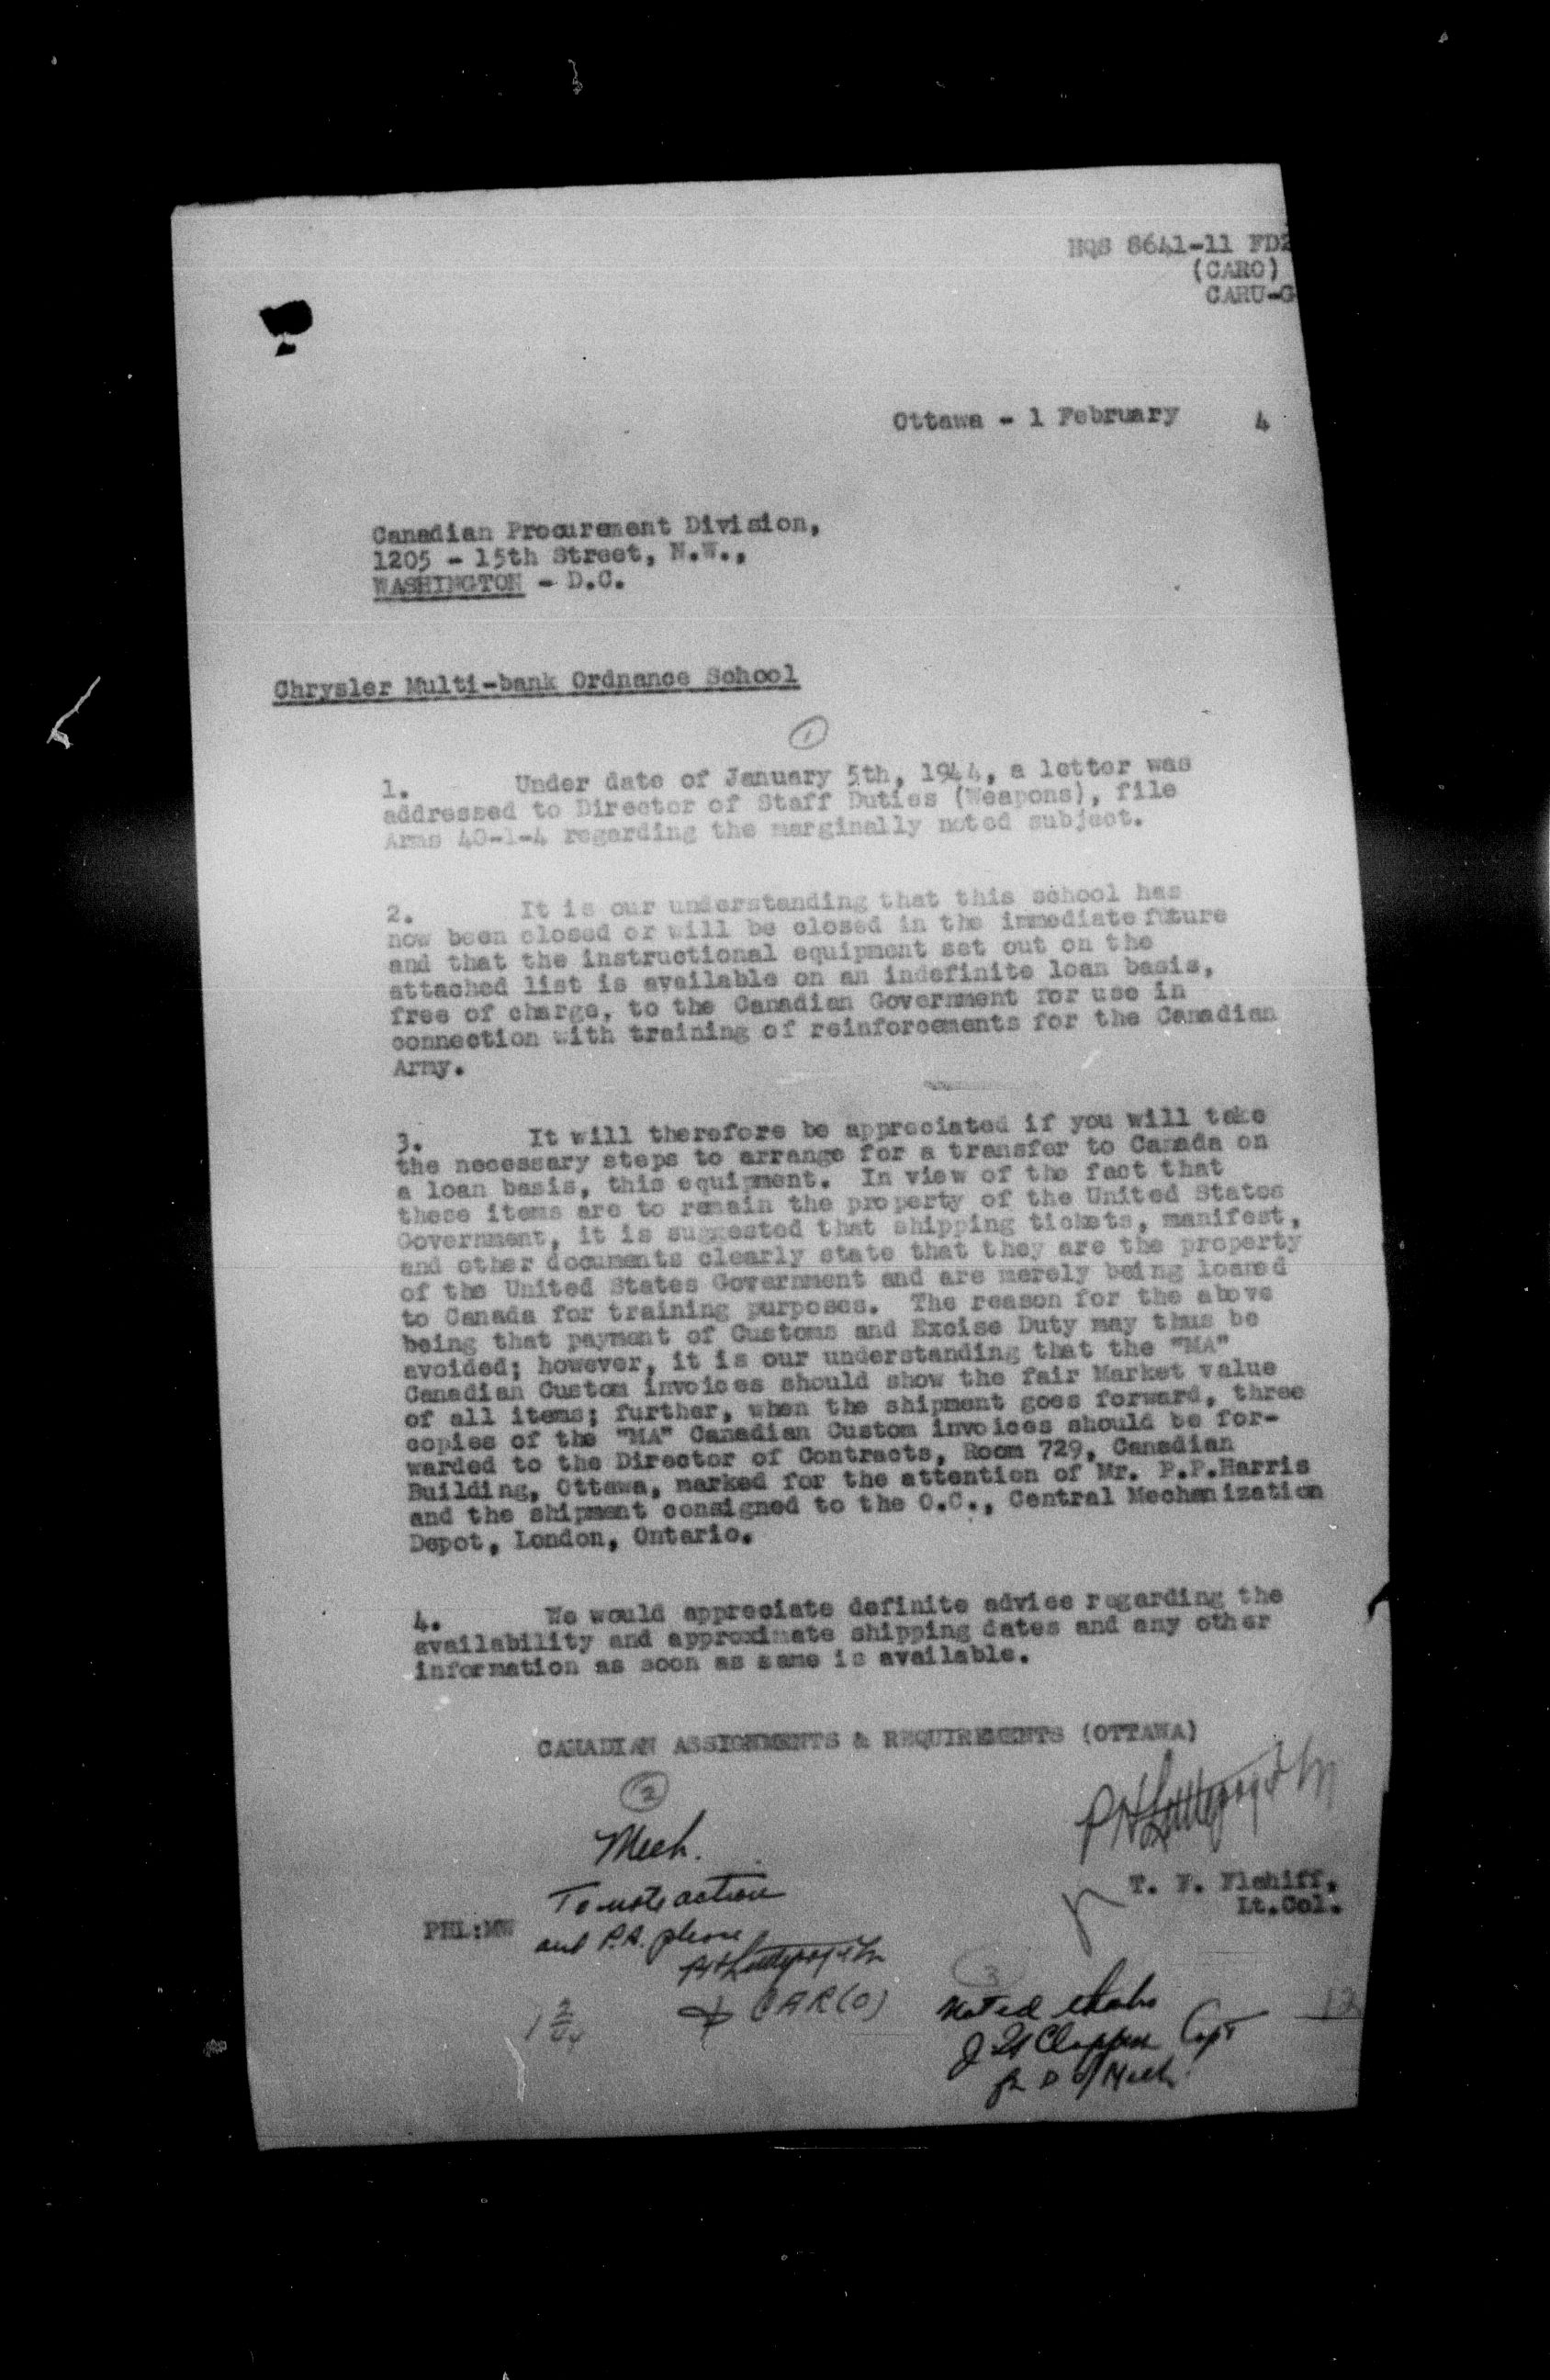 HQS 8641-11 FD2
(CARO)
CARU-G
Ottawa - 1 February 4
Canadian Procurement Division,
1205 - 15th Street, N.W.,
WASHINGTON - D.C.
Chrysler Multi-bank Ordnance School
1
1. Under date of January 5th, 1944, a letter was
addressed to Director of Staff Duties (Weapons), file
Arms 40-1-4 regarding the marginally noted subject.
2. It is our understanding that this school has
now been closed or will be closed in the immediate future
and that the instructional equipment set out on the
attached list is available on an indefinite loan basis,
free of charge, to the Canadian Government for use in
connection with training of reinforcements for the Canadian
Army.
3. It will therefore be appreciated if you will take
the necessary steps to arrange for a transfer to Canada on
a loan basis, this equipment. In view of the fact that
these items are to remain the property of the United States
Government, it is suggested that shipping tickets, manifest,
and other documents clearly state that they are the property
of the United States Government and are merely being loaned
to Canada for training purposes. The reason for the above
being that payment of Customs and Excise Duty may thus be
avoided; however, it is our understanding that the "MA"
Canadian Custom invoices should show the fair Market value
of all items; further, when the shipment goes forward, three
copies of the "MA" Canadian Custom invoices should be for-
warded to the Director of Contracts, Room 729, Canadian
Building, Ottawa, marked for the attention of Mr. P.P.Harris
and the shipment consigned to the O.C., Central Mechanization
Depot, London, Ontario.
4. We would appreciate definite advise regarding the
availability and approximate shipping dates and any other
information as soon as same is available.
CANADIAN ASSIGNMENTS & REQUIREMENTS (OTTAWA)
2
Mech.
To note action
and P.A. please
T. F. Flahiff,
Lt.Col.
PHL:MW
CAR(O)
3
Noted
Capt
for D of Mech.
12